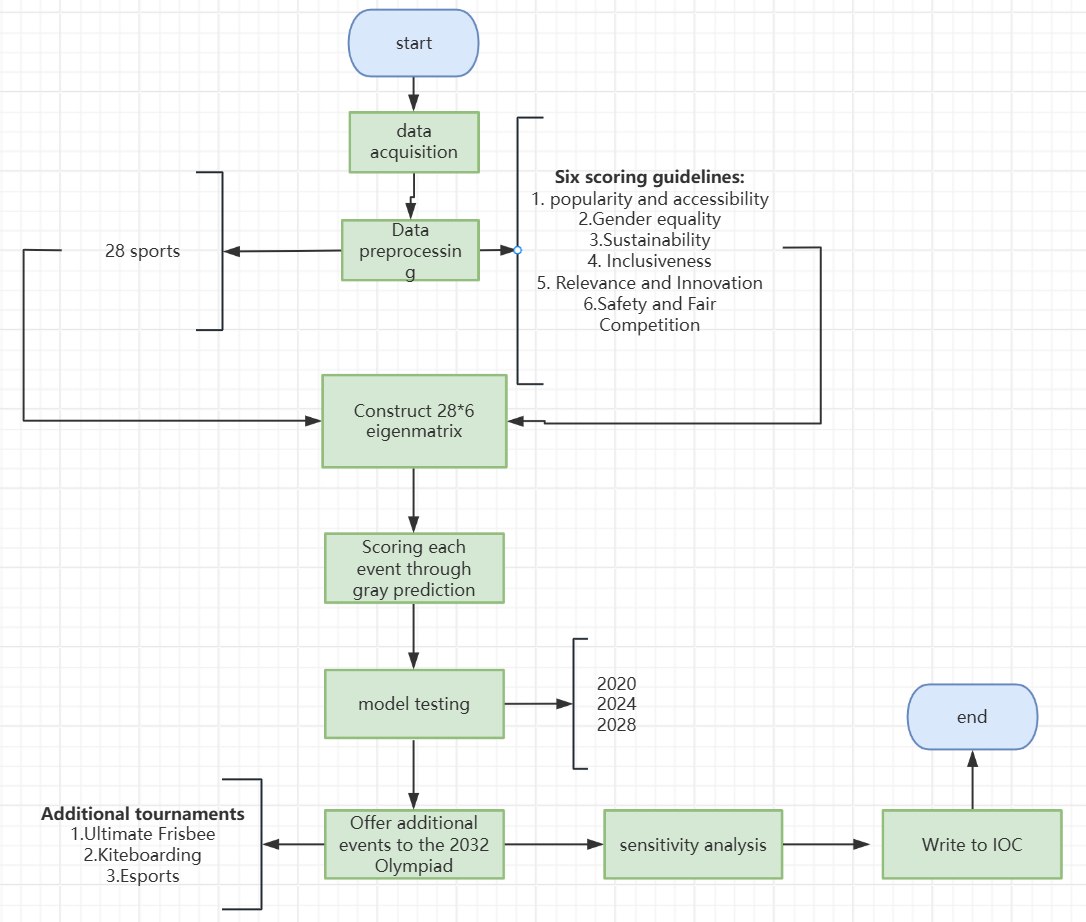 start
data
acquisition
Data
preprocessin
g
28 sports
Six scoring guidelines:
1. popularity and accessibility
2.Gender equality
3.Sustainability
4. Inclusiveness
5. Relevance and Innovation
6.Safety and Fair
Competition
Construct 28*6
eigenmatrix
Scoring each
event through
gray prediction
model testing
2020
2024
2028
Additional tournaments
1.Ultimate Frisbee
2.Kiteboarding
3.Esports
Offer additional
events to the 2032
Olympiad
sensitivity analysis
Write to IOC
end